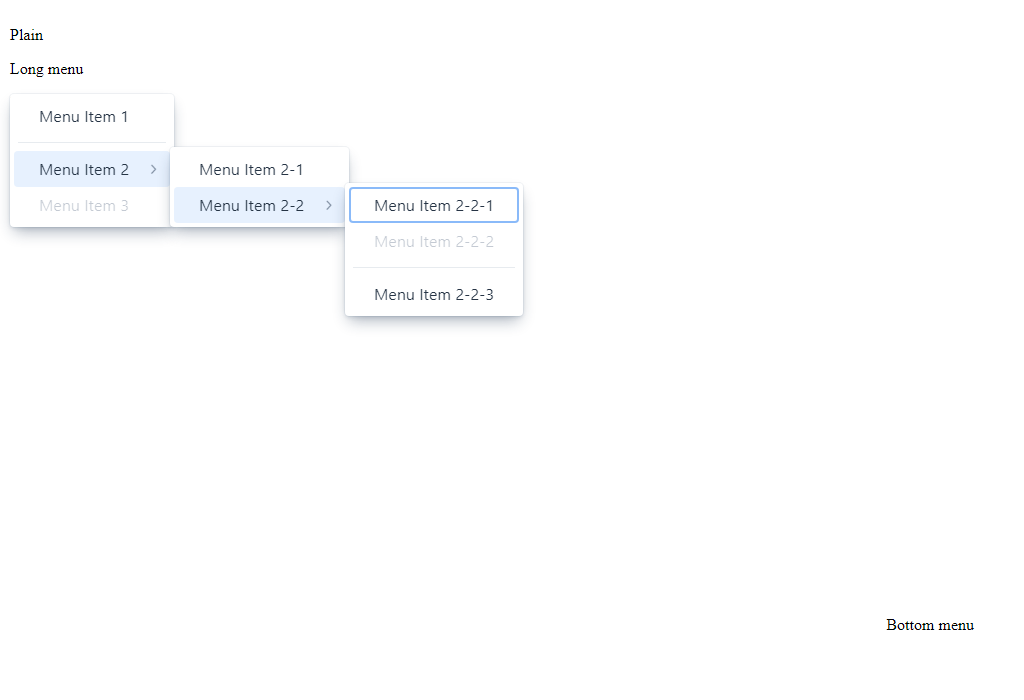 Plain
Long menu
Menu Item 1
Menu Item 2
Menu Item 3
Menu Item 2-1
Menu Item 2-2
Menu Item 2-2-1
Menu Item 2-2-2
Menu Item 2-2-3
Bottom menu